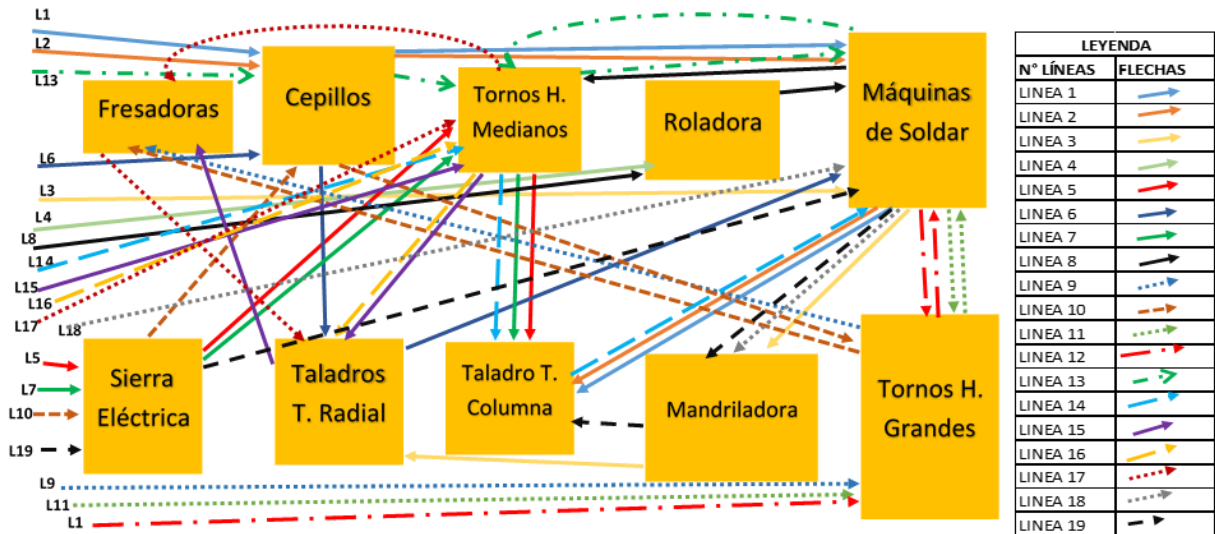 L1
L2
L13
L6
L3
L4
L8
L14
L15
L16
L17
L18
L5
L7
L10
L19
L9
L11
L1
Fresadoras
Cepillos
Tornos H.
Medianos
Roladora
Máquinas
de Soldar
Sierra
Eléctrica
Taladros
T. Radial
Taladro T.
Columna
Mandriladora
Tornos H.
Grandes
LEYENDA
N° LÍNEAS FLECHAS
LINEA 1
LINEA 2
LINEA 3
LINEA 4
LINEA 5
LINEA 6
LINEA 7
LINEA 8
LINEA 9
LINEA 10
LINEA 11
LINEA 12
LINEA 13
LINEA 14
LINEA 15
LINEA 16
LINEA 17
LINEA 18
LINEA 19